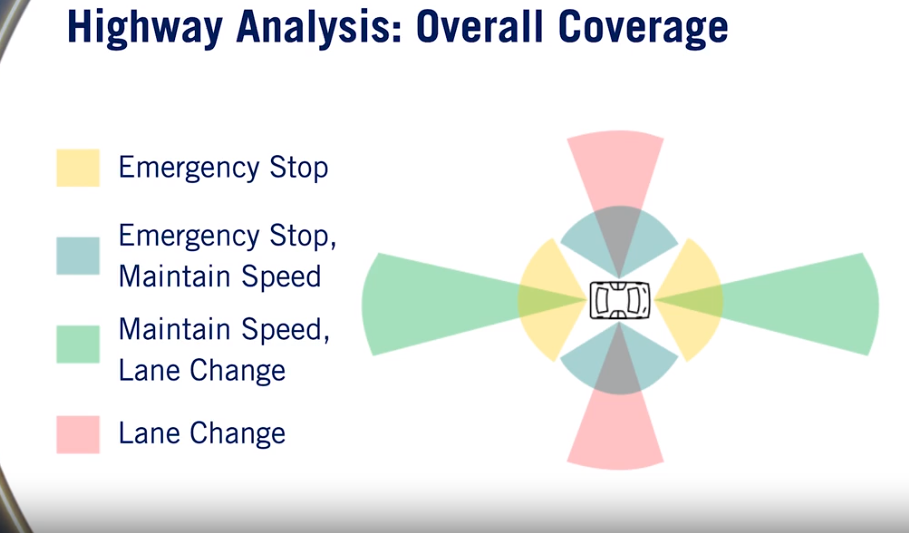 Highway Analysis: Overall Coverage
Emergency Stop
Emergency Stop,
Maintain Speed
Maintain Speed,
Lane Change
Lane Change